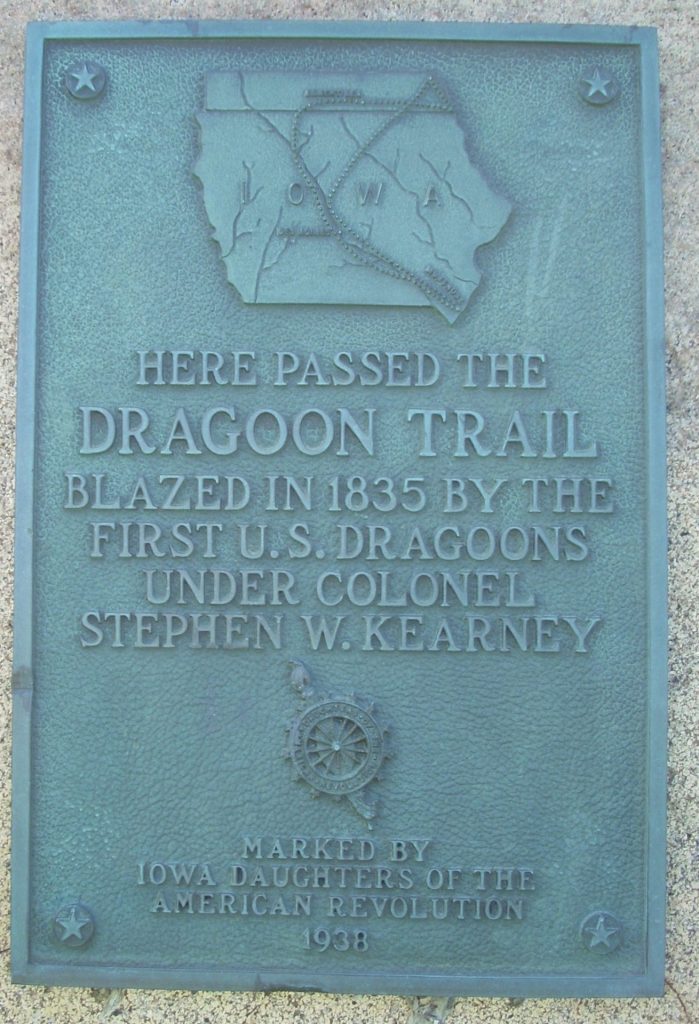 IOWA
HERE PASSED THE
DRAGOON TRAIL
BLAZED IN 1835 BY THE
FIRST U.S. DRAGOONS
UNDER COLONEL
STEPHEN W. KEARNEY
MARKED BY
IOWA DAUGHTERS OF THE
AMERICAN REVOLUTION
1938